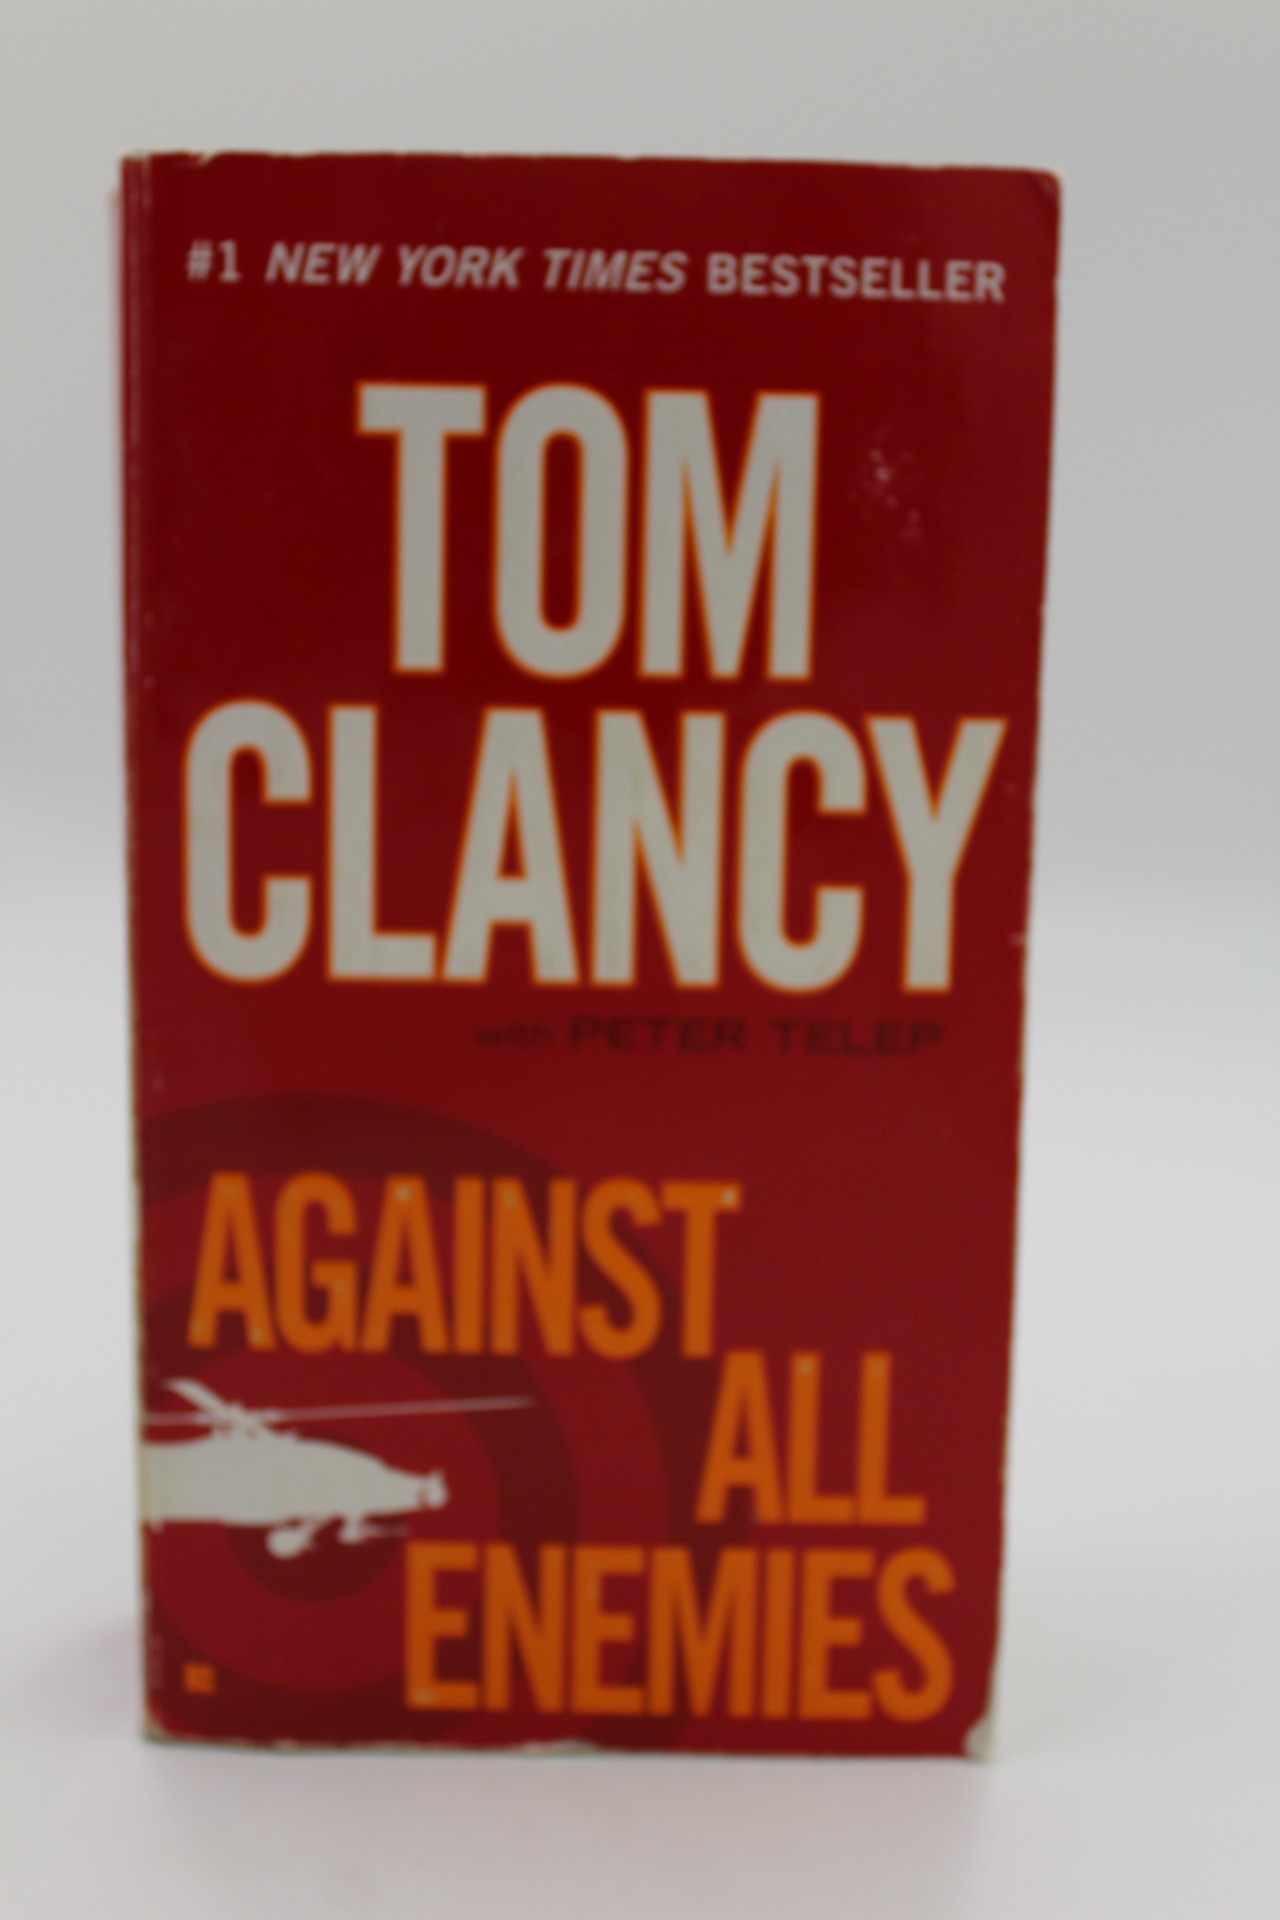 #1 NEW YORK TIMES BESTSELLER
TOM
CLANCY
with PETER TELEP
AGAINST
ALL
ENEMIES